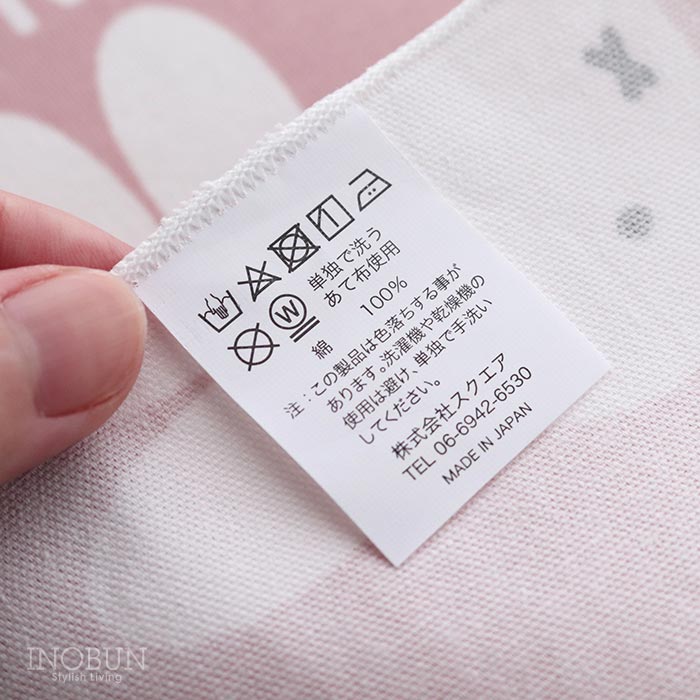 W
単独で洗う
あて布使用
綿 100%
注:この製品は色落ちする事が
あります。洗濯機や乾燥機の
使用は避け、単独で手洗い
してください。
株式会社スクエア
TEL 06-6942-6530
MADE IN JAPAN
INOBUN
Stylish Living